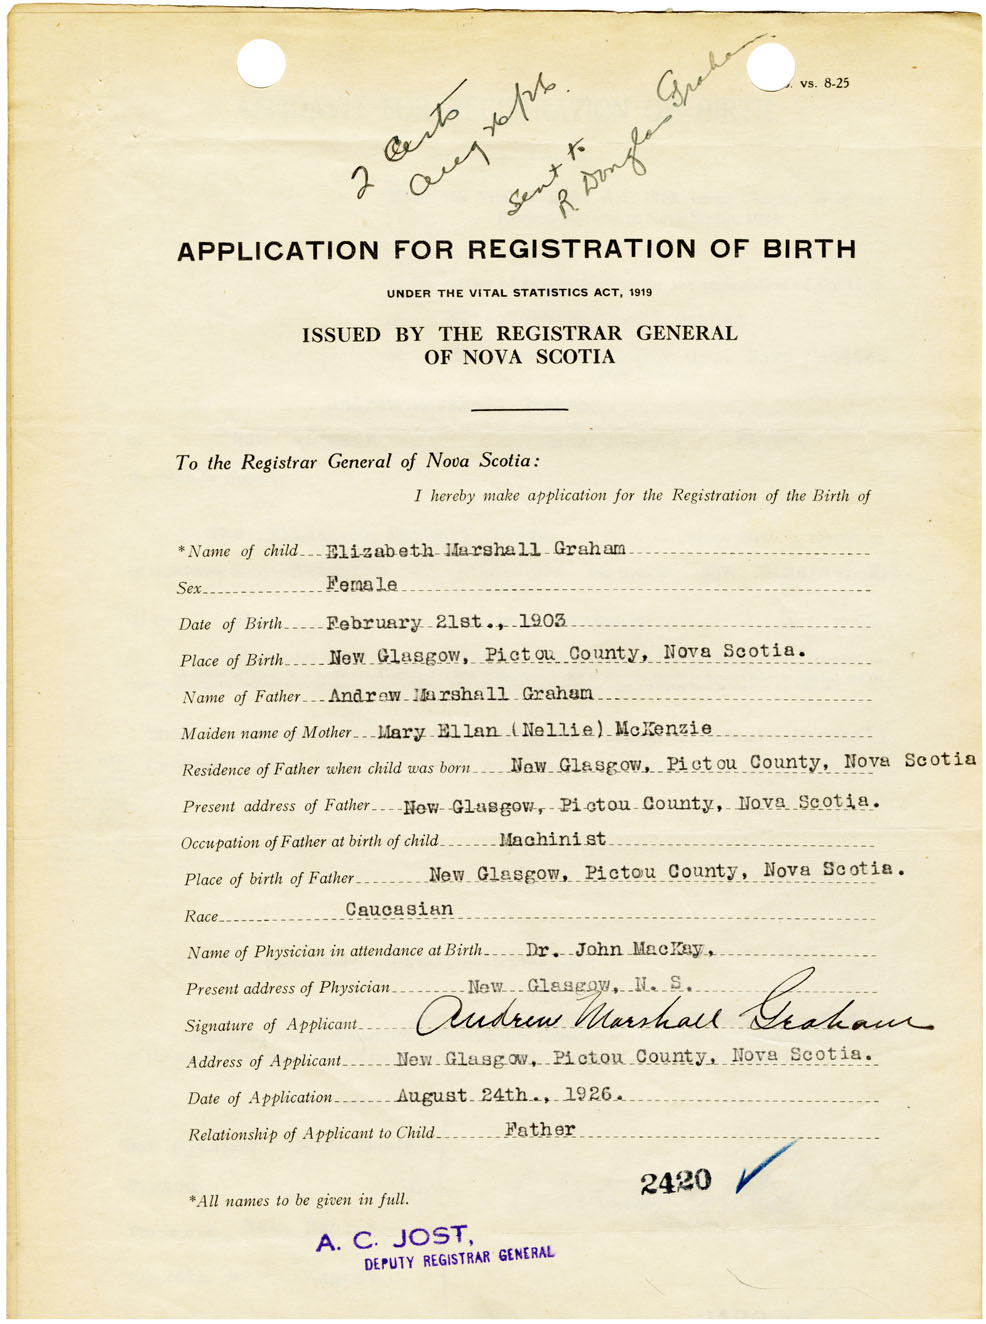 vs. 8-25
2 Certs
Aug 26/26.
Sent to
R Douglas Graham
APPLICATION FOR REGISTRATION OF BIRTH
UNDER THE VITAL STATISTICS ACT, 1919
ISSUED BY THE REGISTRAR GENERAL
OF NOVA SCOTIA
To the Registrar General of Nova Scotia:
I hereby make application for the Registration of the Birth of
*Name of child Elizabeth Marshall Graham
Sex Female
Date of Birth February 21st., 1903
Place of Birth New Glasgow, Pictou County, Nova Scotia.
Name of Father Andrew Marshall Graham
Maiden name of Mother Mary Ellan (Nellie) McKenzie
Residence of Father when child was born New Glasgow, Pictou County, Nova Scotia
Present address of Father New Glasgow, Pictou County, Nova Scotia.
Occupation of Father at birth of child Machinist
Place of birth of Father New Glasgow, Pictou County, Nova Scotia.
Race Caucasian
Name of Physician in attendance at Birth Dr. John MacKay,
Present address of Physician New Glasgow, N. S.
Signature of Applicant Andrew Marshall Graham
Address of Applicant New Glasgow, Pictou County, Nova Scotia.
Date of Application August 24th., 1926.
Relationship of Applicant to Child Father
2420
*All names to be given in full.
A. C. JOST,
DEPUTY REGISTRAR GENERAL